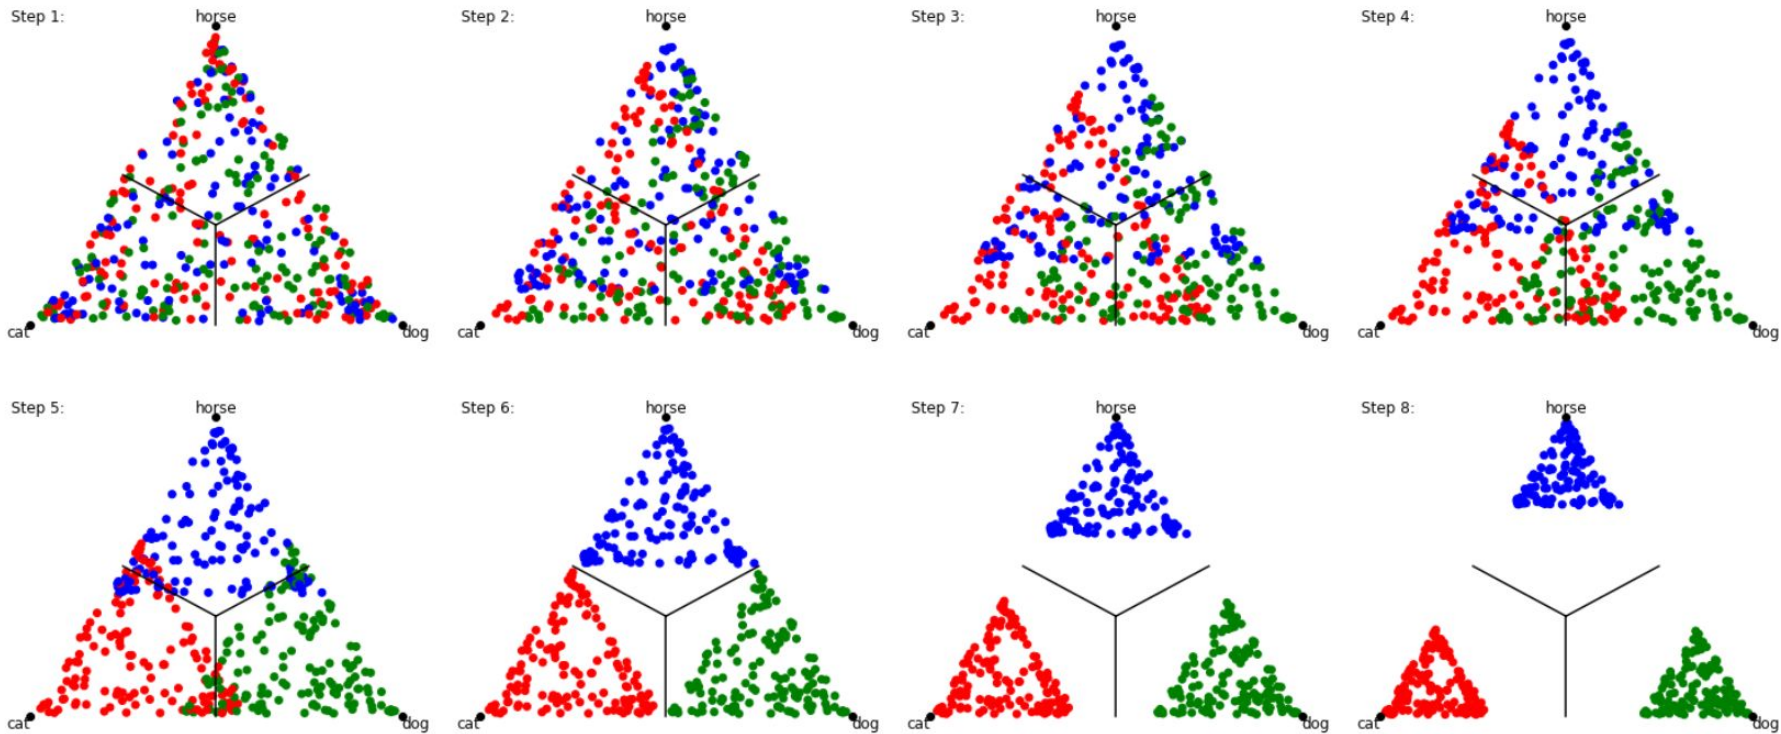 Step 1:
horse
cat
dog
Step 2:
horse
cat
dog
Step 3:
horse
cat
dog
Step 4:
horse
cat
dog
Step 5:
horse
cat
dog
Step 6:
horse
cat
dog
Step 7:
horse
cat
dog
Step 8:
horse
cat
dog